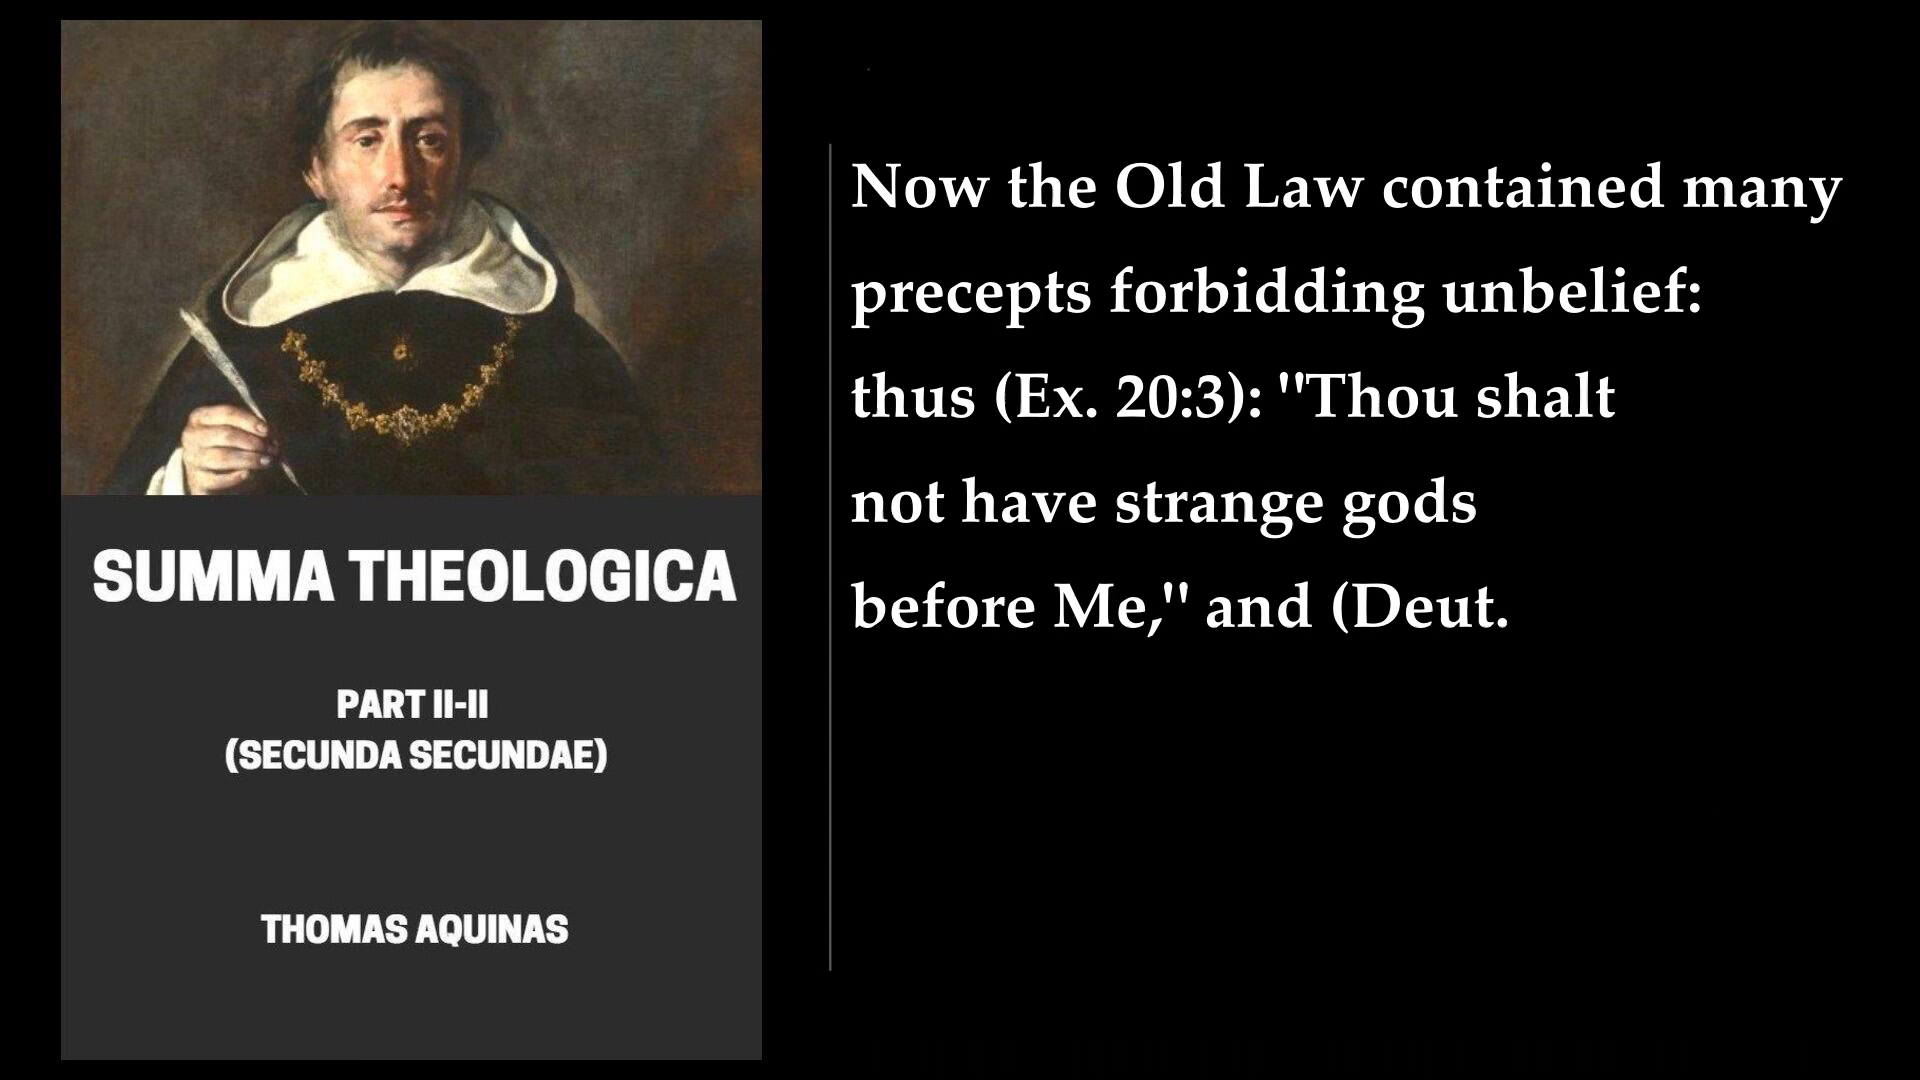 SUMMA THEOLOGICA
PART II-II
(SECUNDA SECUNDAE)
THOMAS AQUINAS
Now the Old Law contained many
precepts forbidding unbelief:
thus (Ex. 20:3): "Thou shalt
not have strange gods
before Me," and (Deut.